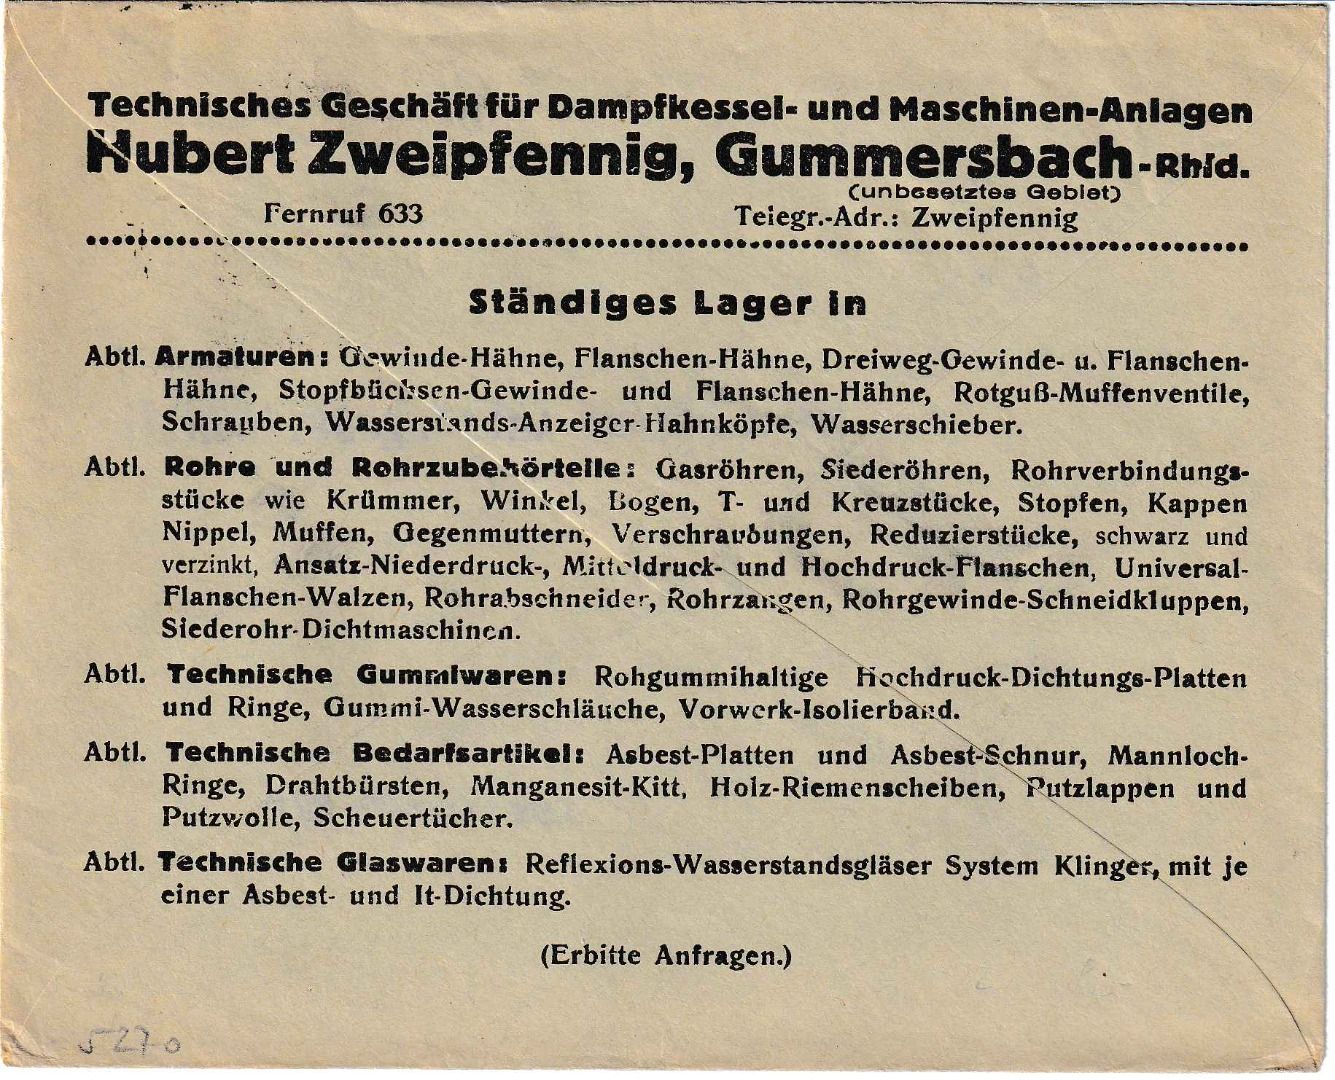 Technisches Geschäft für Dampfkessel- und Maschinen-Anlagen
Hubert Zweipfennig, Gummersbach-Rhld.
(unbesetztes Gebiet)
Fernruf 633 Telegr.-Adr.: Zweipfennig
Ständiges Lager in
Abtl. Armaturen: Gewinde-Hähne, Flanschen-Hähne, Dreiweg-Gewinde- u. Flanschen-
Hähne, Stopfbüchsen-Gewinde- und Flanschen-Hähne, Rotguß-Muffenventile,
Schrauben, Wasserstands-Anzeiger-Hahnköpfe, Wasserschieber.
Abtl. Rohre und Rohrzubehörteile: Gasröhren, Siederöhren, Rohrverbindungs-
stücke wie Krümmer, Winkel, Bogen, T- und Kreuzstücke, Stopfen, Kappen
Nippel, Muffen, Gegenmuttern, Verschraubungen, Reduzierstücke, schwarz und
verzinkt, Ansatz-Niederdruck-, Mitteldruck- und Hochdruck-Flanschen, Universal-
Flanschen-Walzen, Rohrabschneider, Rohrzangen, Rohrgewinde-Schneidkluppen,
Siederohr-Dichtmaschinen.
Abtl. Technische Gummiwaren: Rohgummihaltige Hochdruck-Dichtungs-Platten
und Ringe, Gummi-Wasserschläuche, Vorwerk-Isolierband.
Abtl. Technische Bedarfsartikel: Asbest-Platten und Asbest-Schnur, Mannloch-
Ringe, Drahtbürsten, Manganesit-Kitt, Holz-Riemenscheiben, Putzlappen und
Putzwolle, Scheuertücher.
Abtl. Technische Glaswaren: Reflexions-Wasserstandsgläser System Klinger, mit je
einer Asbest- und It-Dichtung.
(Erbitte Anfragen.)
5270